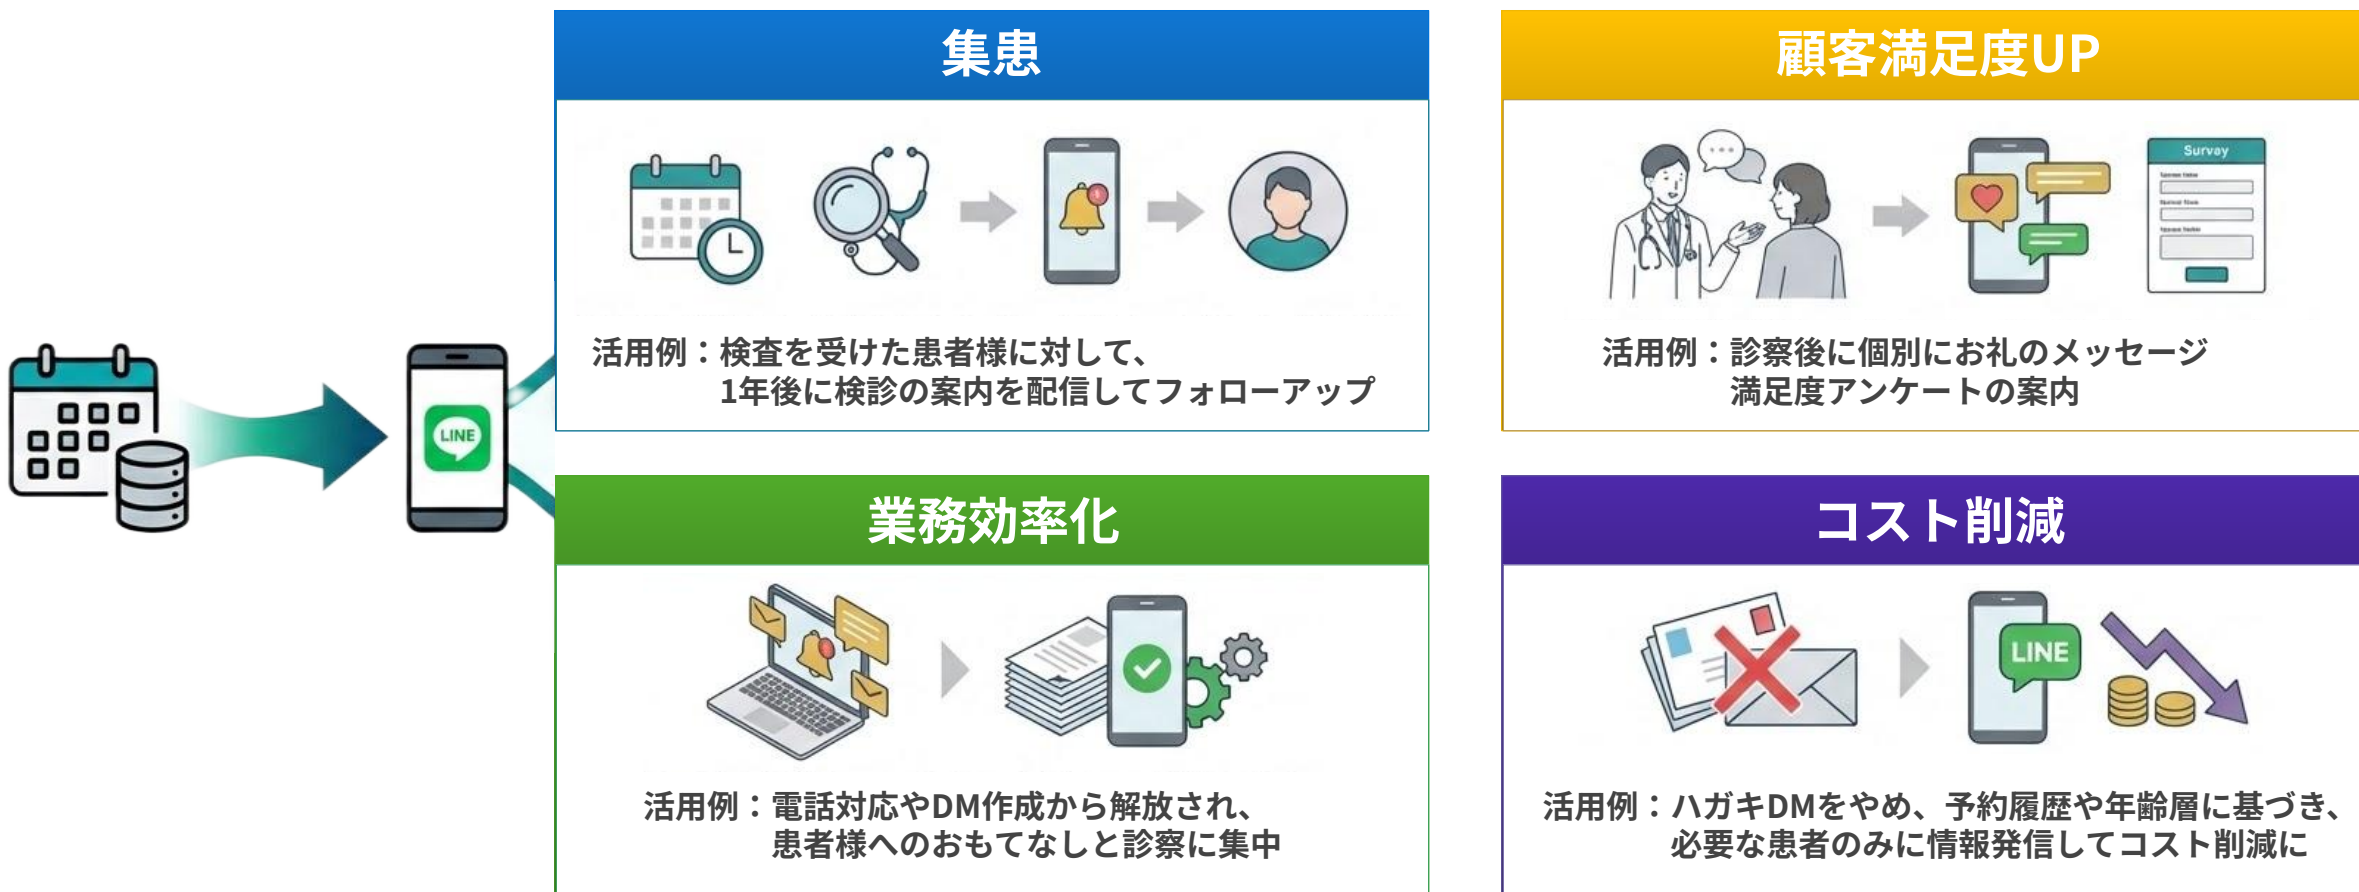 集患
活用例：検査を受けた患者様に対して、
1年後に検診の案内を配信してフォローアップ
顧客満足度UP
Survey
活用例：診察後に個別にお礼のメッセージ
満足度アンケートの案内
LINE
業務効率化
活用例：電話対応やDM作成から解放され、
患者様へのおもてなしと診察に集中
コスト削減
LINE
活用例：ハガキDMをやめ、予約履歴や年齢層に基づき、
必要な患者のみに情報発信してコスト削減に